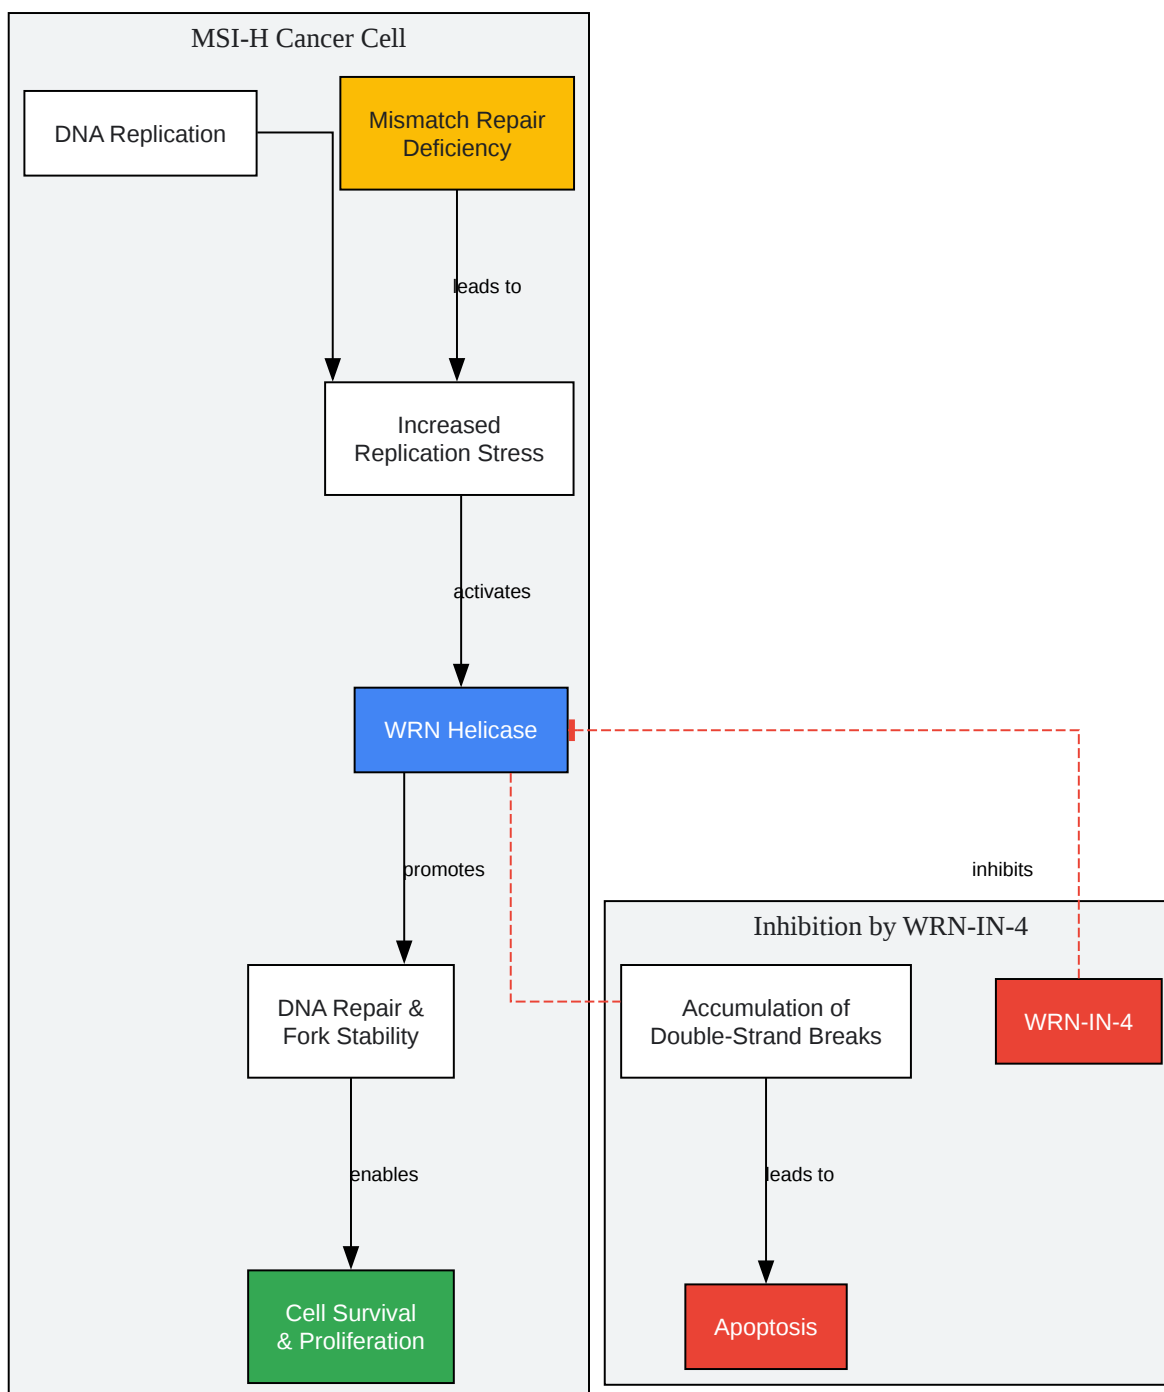 MSI-H Cancer Cell
DNA Replication
Mismatch Repair
Deficiency
leads to
Increased
Replication Stress
activates
WRN Helicase
promotes
inhibits
Inhibition by WRN-IN-4
DNA Repair &
Fork Stability
Accumulation of
Double-Strand Breaks
WRN-IN-4
enables
leads to
Cell Survival
& Proliferation
Apoptosis